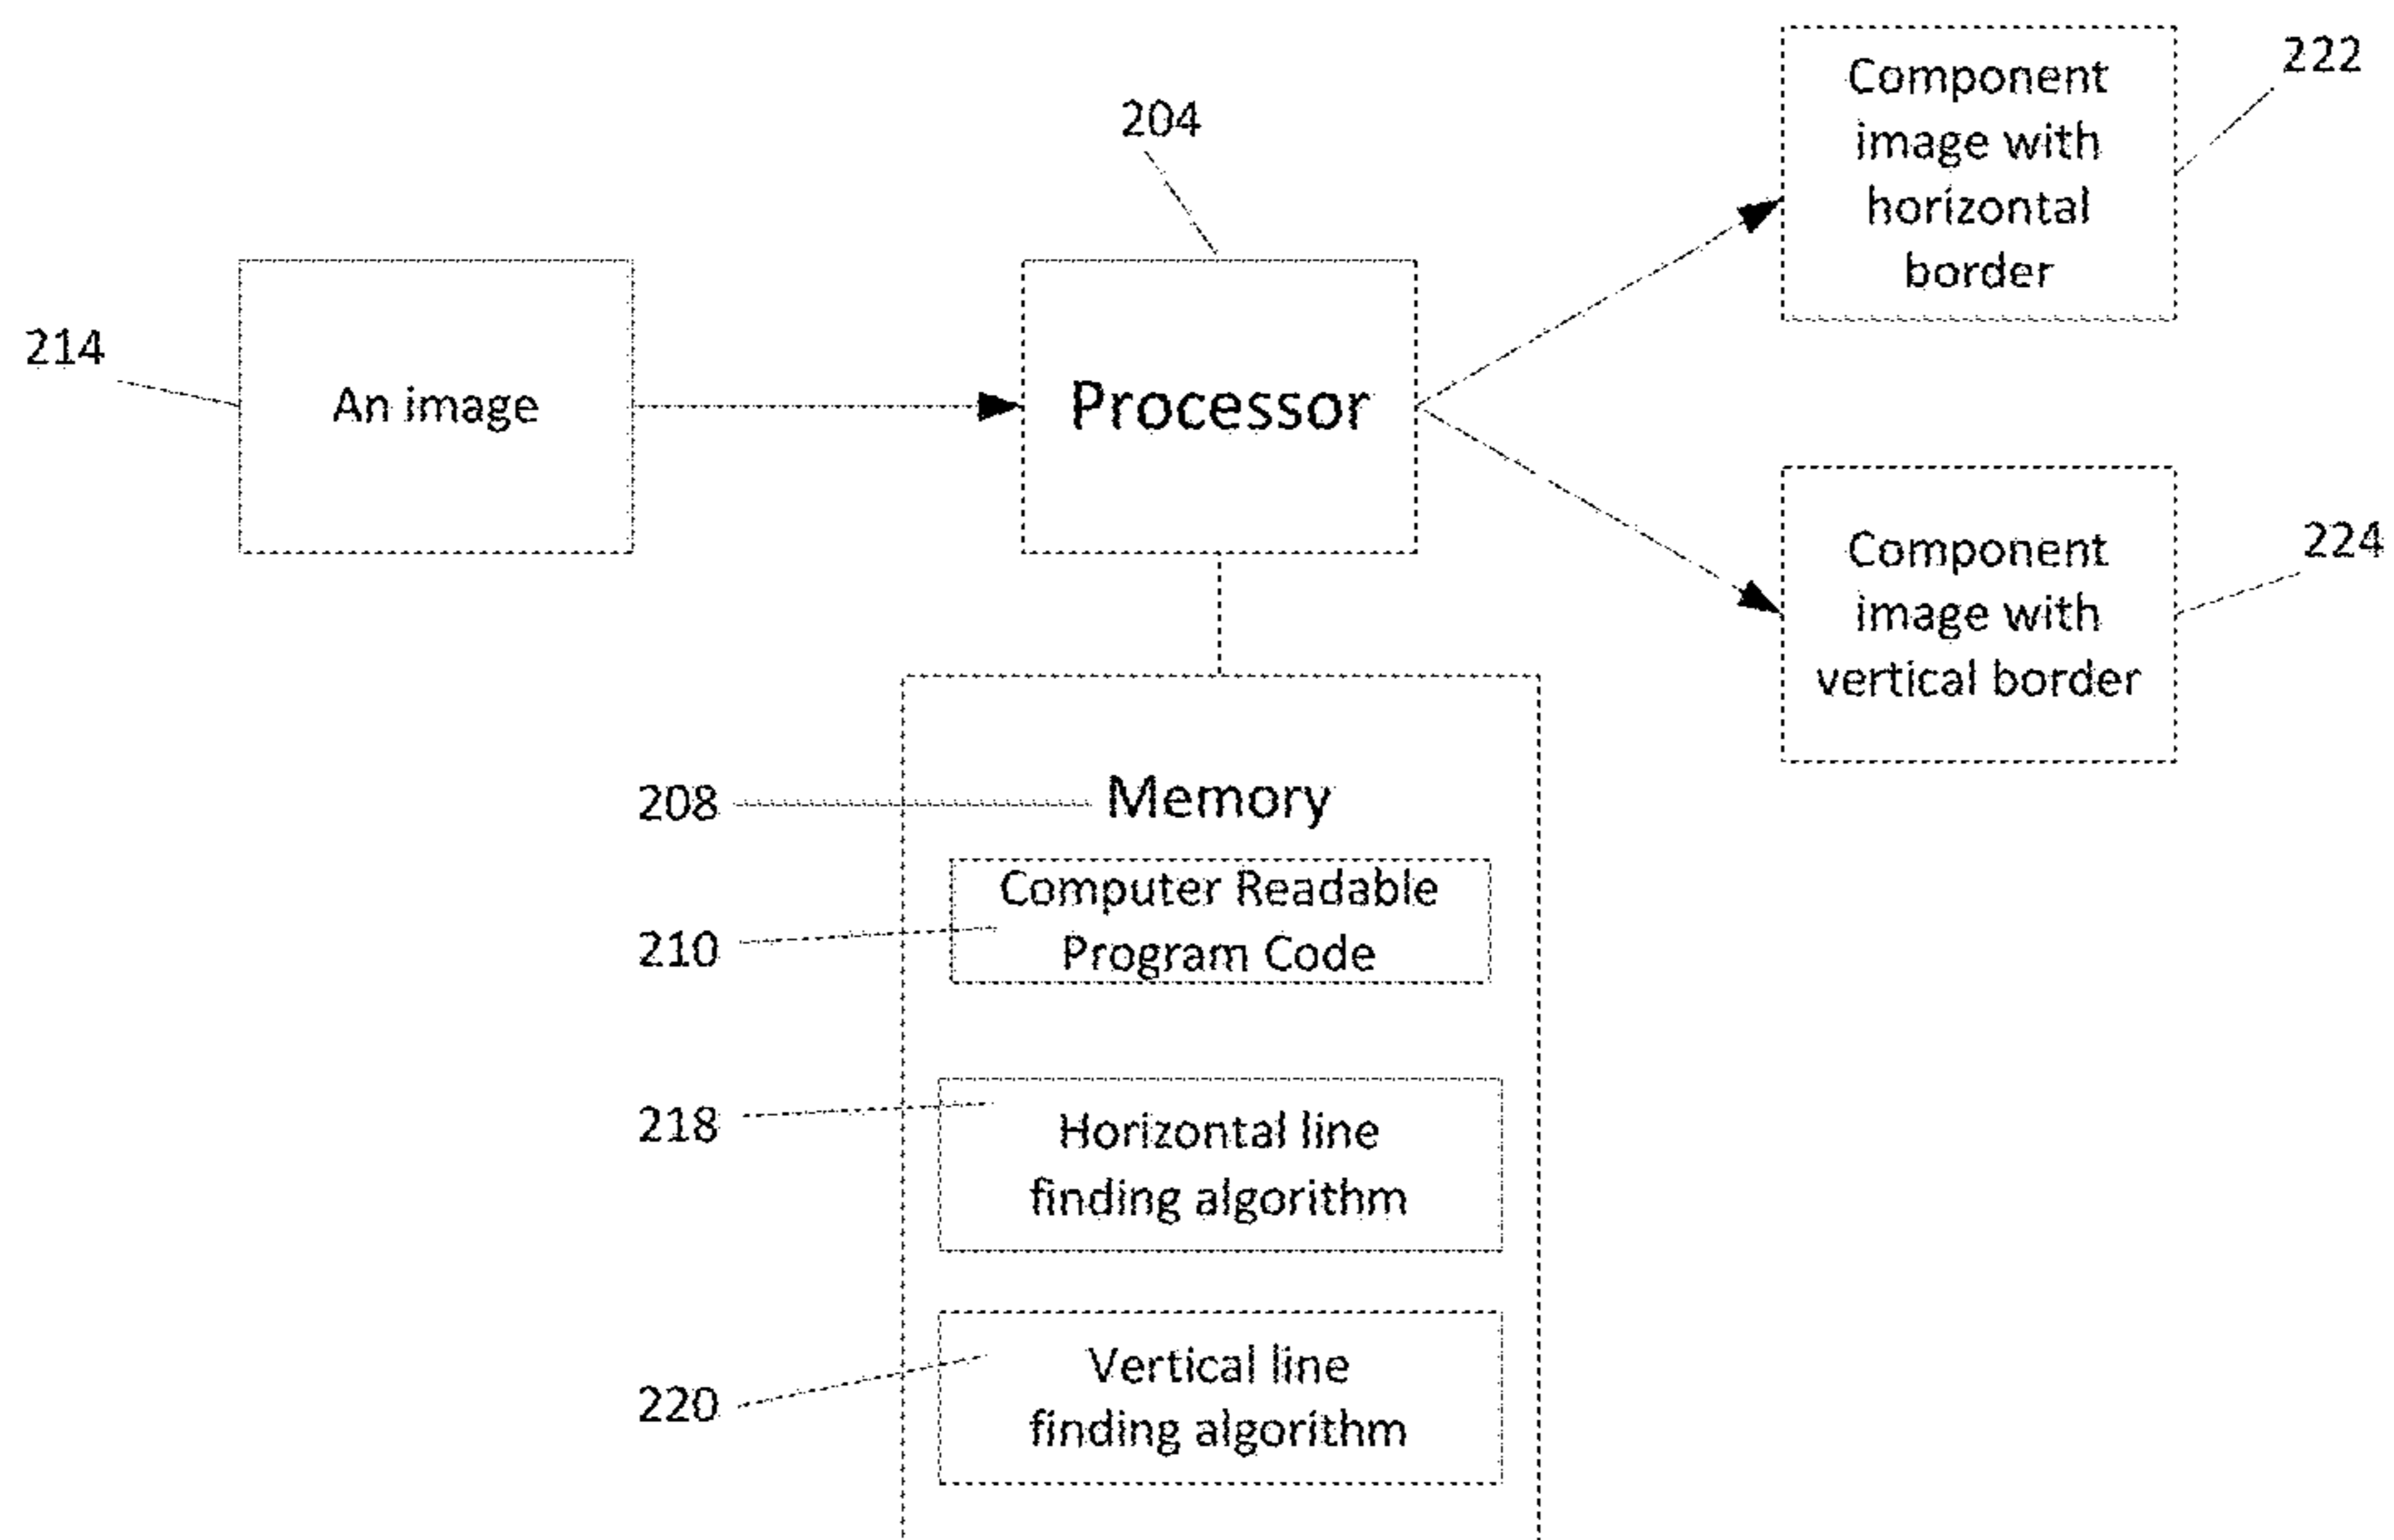 222
Component
image with
horizontal
border
204
214
An image
Processor
224
Component
image with
vertical border
208
Memory
210
Computer Readable
Program Code
218
Horizontal line
finding algorithm
220
Vertical line
finding algorithm